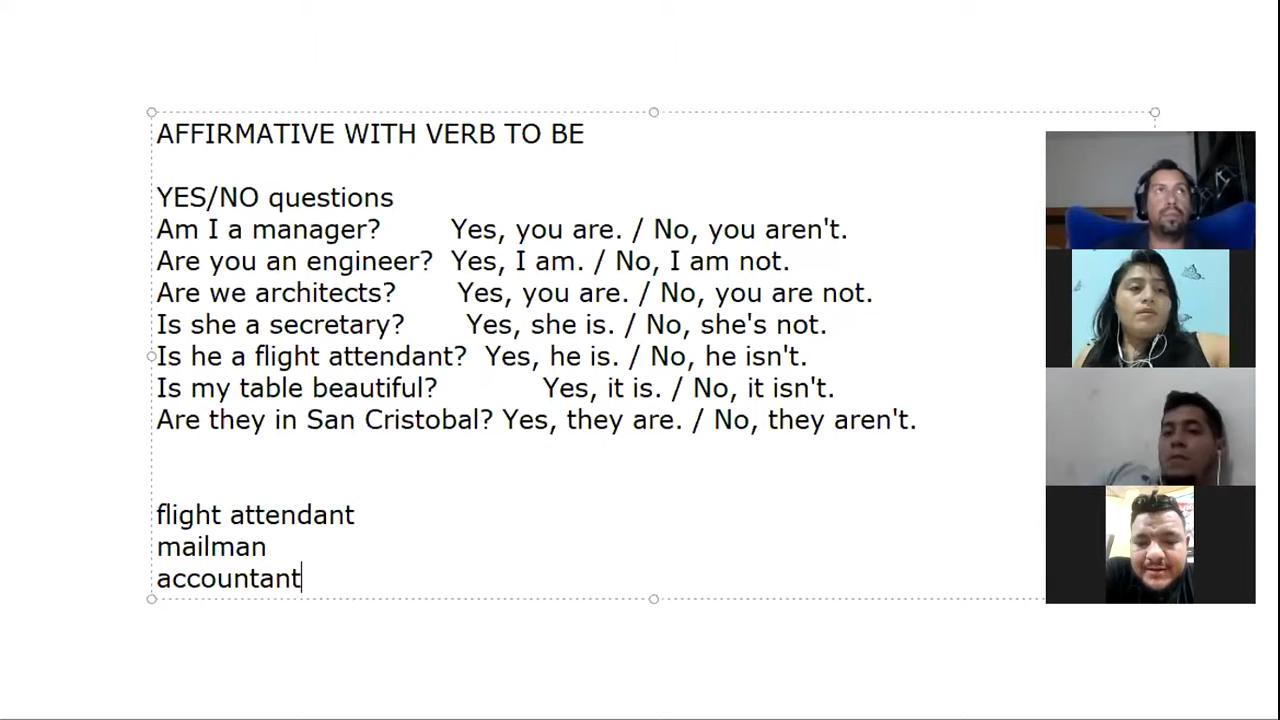 AFFIRMATIVE WITH VERB TO BE
YES/NO questions
Am I a manager? Yes, you are. / No, you aren't.
Are you an engineer? Yes, I am. / No, I am not.
Are we architects? Yes, you are. / No, you are not.
Is she a secretary? Yes, she is. / No, she's not.
Is he a flight attendant? Yes, he is. / No, he isn't.
Is my table beautiful? Yes, it is. / No, it isn't.
Are they in San Cristobal? Yes, they are. / No, they aren't.
flight attendant
mailman
accountant